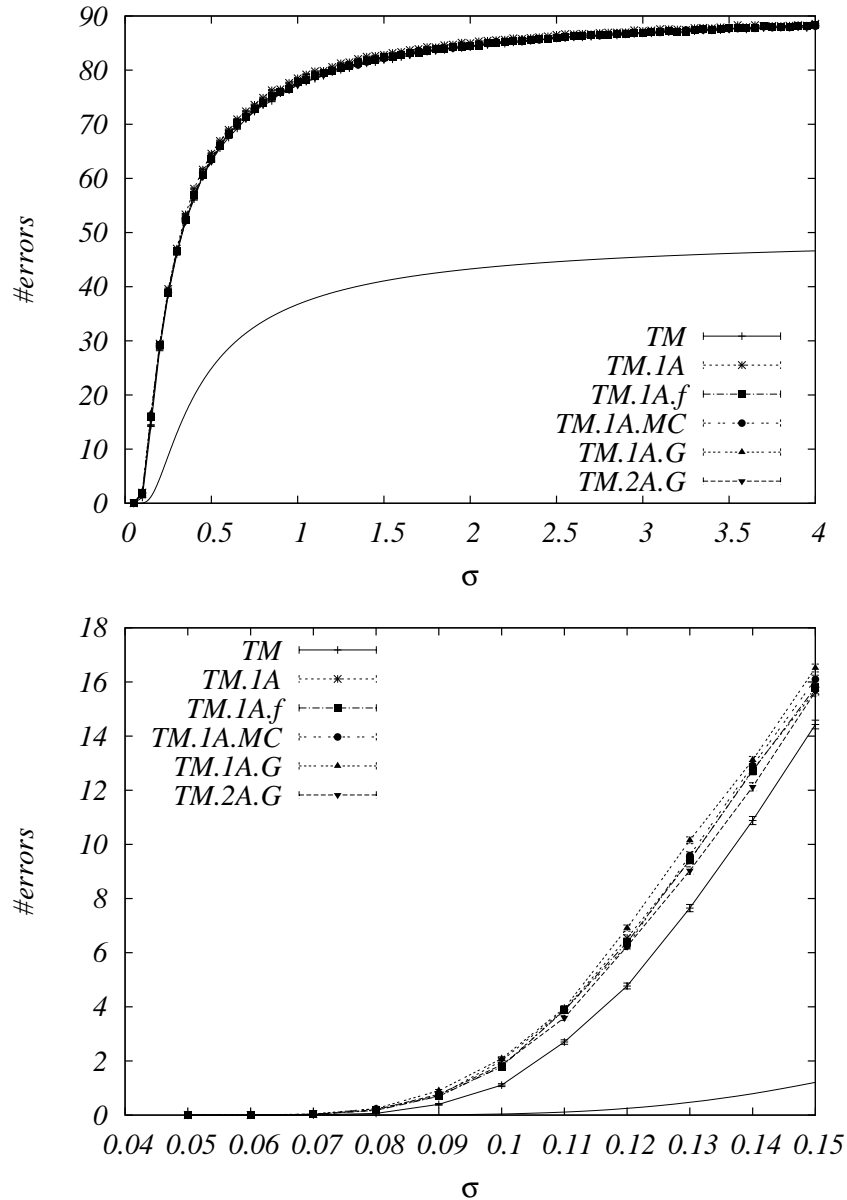 90
80
70
60
50
40
30
20
10
0
#errors
TM
TM.1A
TM.1A.f
TM.1A.MC
TM.1A.G
TM.2A.G
0 0.5 1 1.5 2 2.5 3 3.5 4
σ
18
16
14
12
10
8
6
4
2
0
#errors
TM
TM.1A
TM.1A.f
TM.1A.MC
TM.1A.G
TM.2A.G
0.04 0.05 0.06 0.07 0.08 0.09 0.1 0.11 0.12 0.13 0.14 0.15
σ